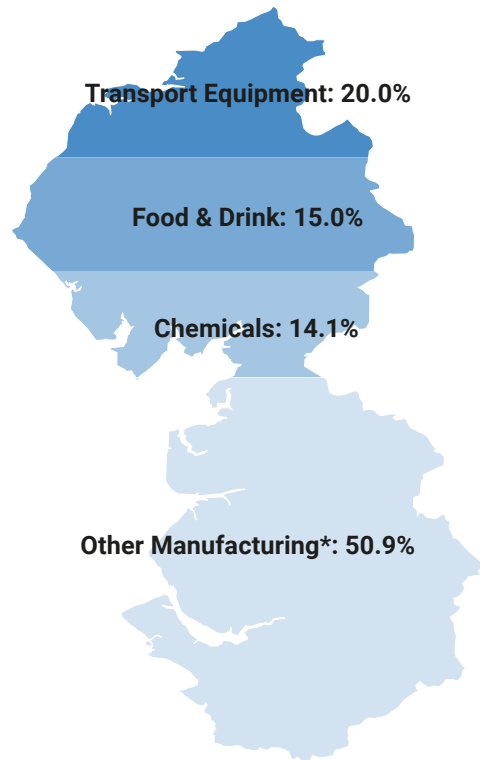 Transport Equipment: 20.0%
Food & Drink: 15.0%
Chemicals: 14.1%
Other Manufacturing*: 50.9%